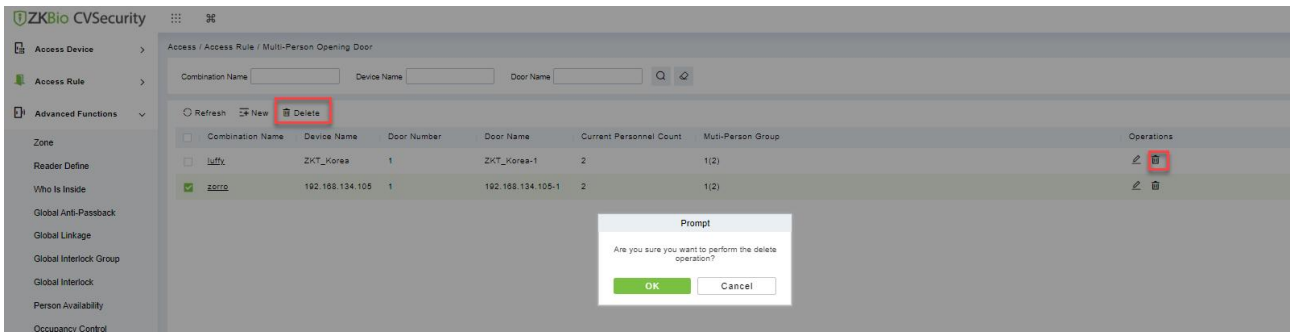 ZKBio CVSecurity
Access Device
Access Rule
Advanced Functions
Zone
Reader Define
Who Is Inside
Global Anti-Passback
Global Linkage
Global Interlock Group
Global Interlock
Person Availability
Occupancy Control
Access / Access Rule / Multi-Person Opening Door
Combination Name Device Name Door Name
Refresh New Delete
Combination Name Device Name Door Number Door Name Current Personnel Count Muti-Person Group Operations
luffy ZKT_Korea 1 ZKT_Korea-1 2 1(2)
zorro 192.168.134.105 1 192.168.134.105-1 2 1(2)
Prompt
Are you sure you want to perform the delete
operation?
OK Cancel